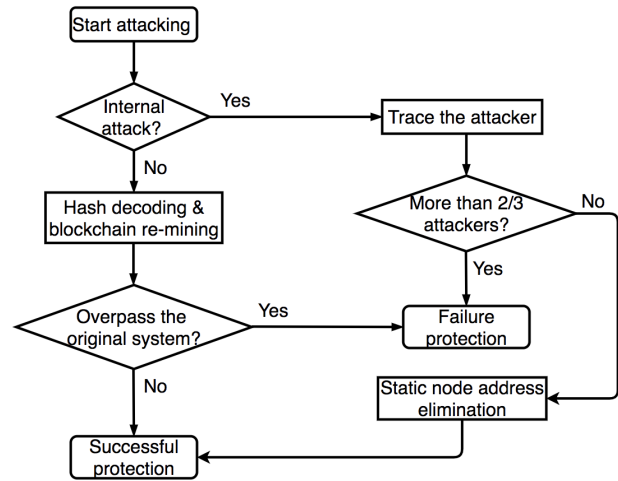 Start attacking
Internal
attack?
Yes
Trace the attacker
No
Hash decoding &
blockchain re-mining
More than 2/3
attackers?
No
Yes
Overpass the
original system?
Yes
Failure
protection
No
Static node address
elimination
Successful
protection